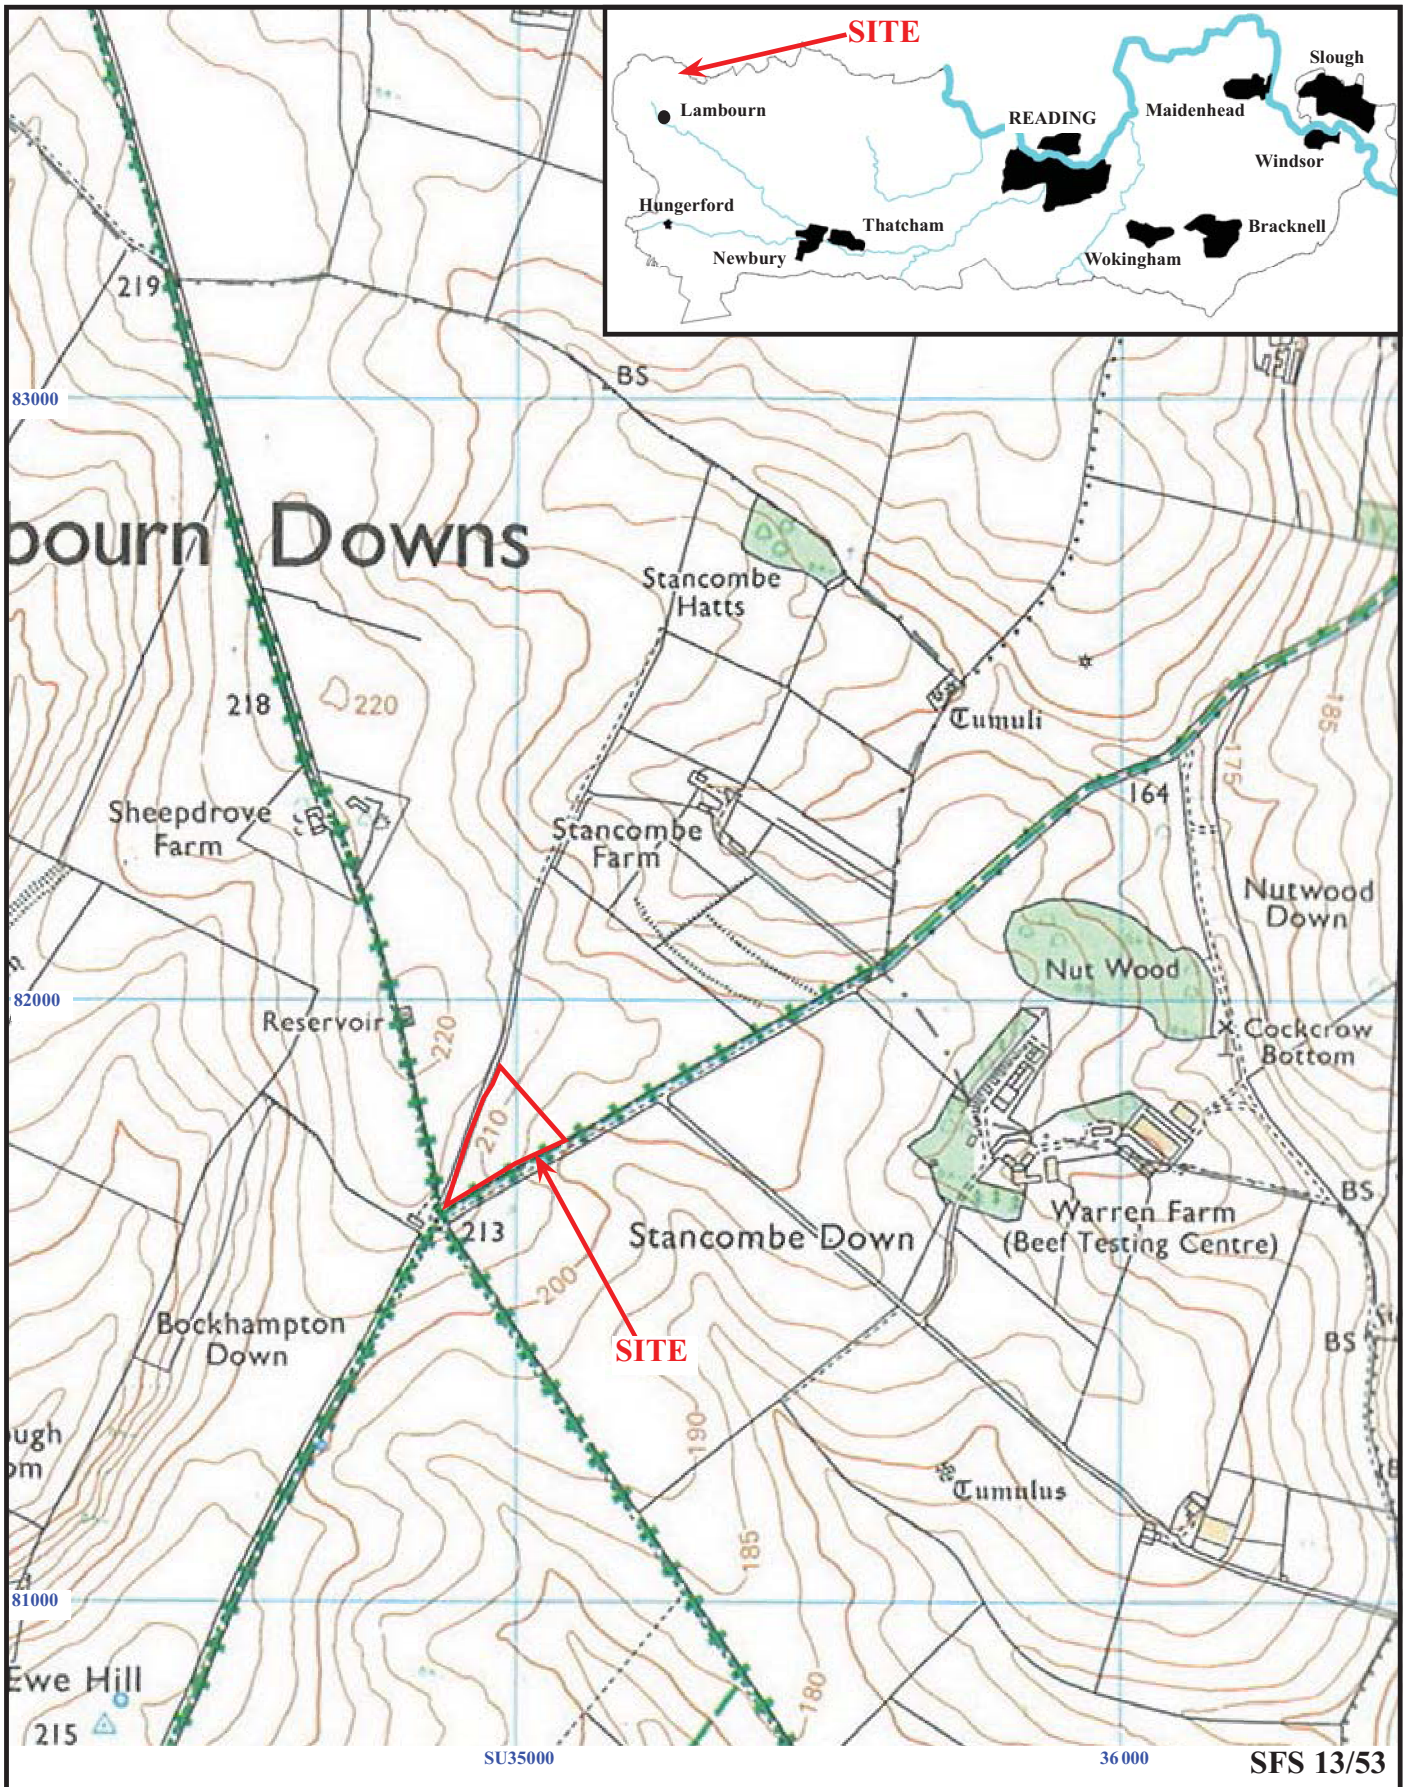 SITE
Slough
Lambourn
Maidenhead
READING
Windsor
Hungerford
Thatcham
Bracknell
Newbury
Wokingham
219
BS
83000
bourn Downs
Stancombe
Hatts
218
220
Tumuli
185
175
164
Sheepdrove
Farm
Stancombe
Farm
Nutwood
Down
Nut Wood
82000
Reservoir
220
Cockcrow
Bottom
210
BS
213
Stancombe Down
Warren Farm
(Beef Testing Centre)
200
Bockhampton
Down
SITE
BS
190
ugh
om
Tumulus
185
81000
Ewe Hill
180
215
SU35000
36000
SFS 13/53